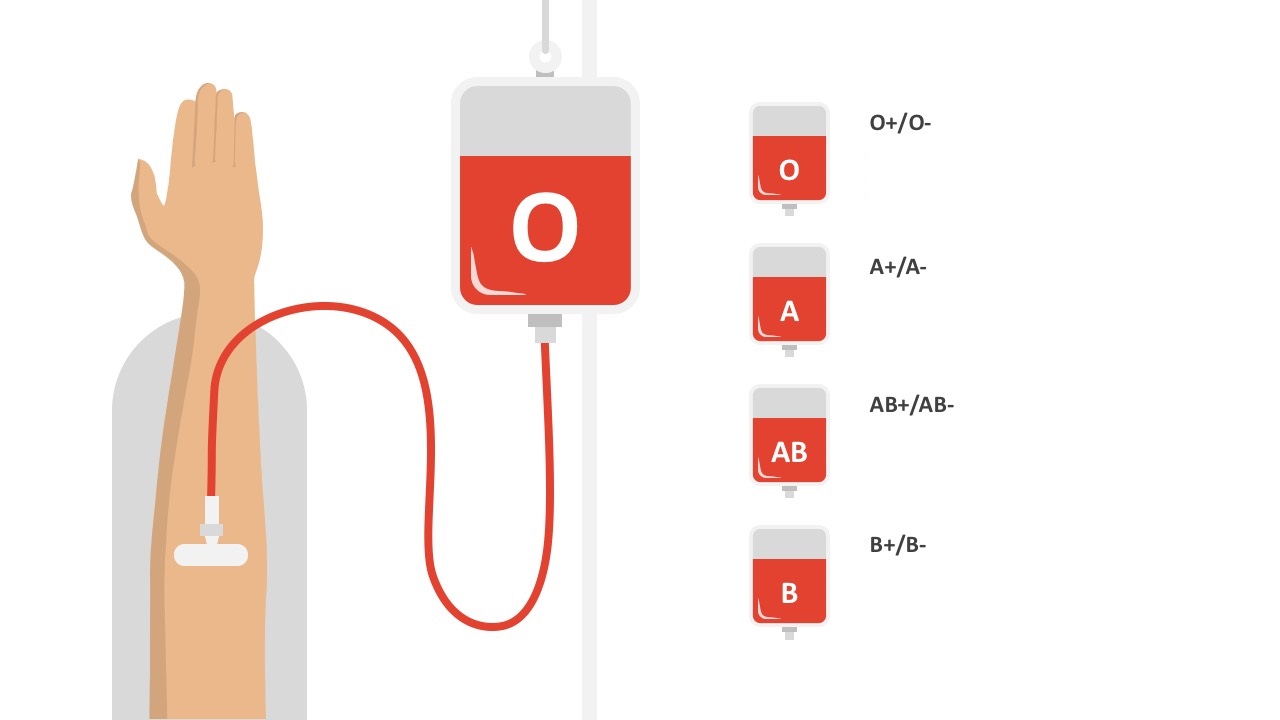 O
O
O+/O-
A
A+/A-
AB
AB+/AB-
B
B+/B-